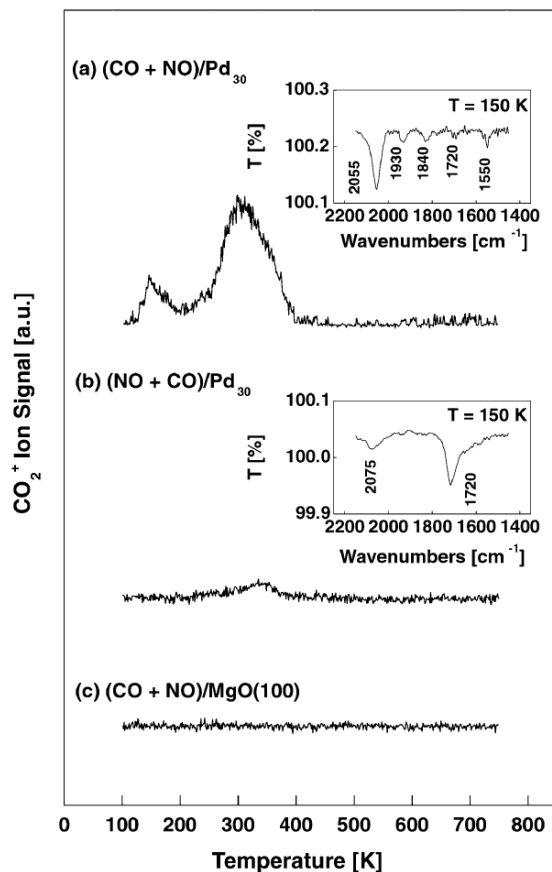 (a) (CO + NO)/Pd30
T = 150 K
100.3
100.2
100.1
T [%]
2055
1930
1840
1720
1550
2200 2000 1800 1600 1400
Wavenumbers [cm -1]
(b) (NO + CO)/Pd30
T = 150 K
100.1
100.0
99.9
T [%]
2075
1720
2200 2000 1800 1600 1400
Wavenumbers [cm -1]
(c) (CO + NO)/MgO(100)
CO2+ Ion Signal [a.u.]
0 100 200 300 400 500 600 700 800
Temperature [K]